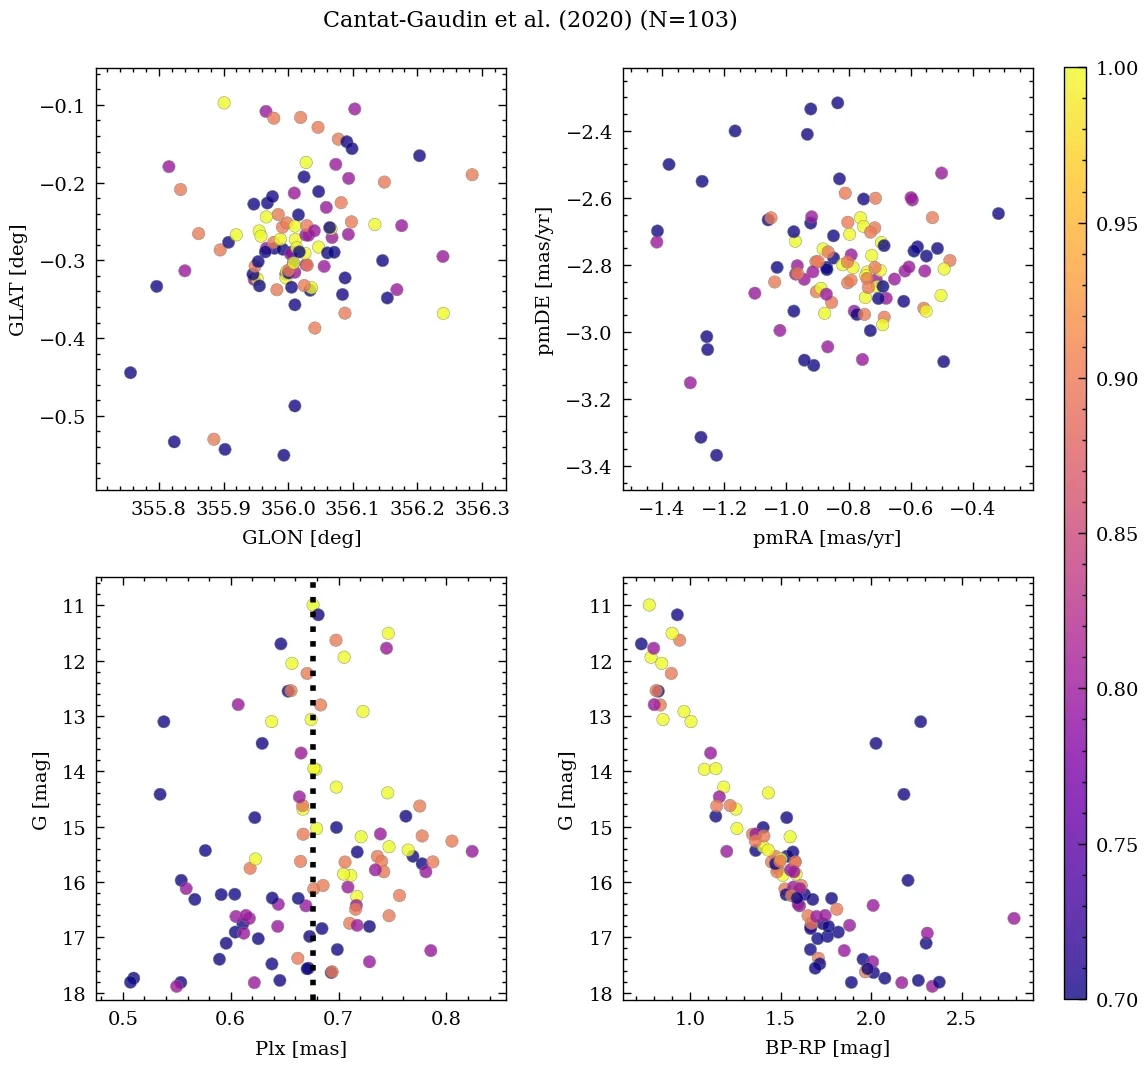 Cantat-Gaudin et al. (2020) (N=103)
−0.1
−0.2
−0.3
−0.4
−0.5
GLAT [deg]
355.8 355.9 356.0 356.1 356.2 356.3
GLON [deg]
−2.4
−2.6
−2.8
−3.0
−3.2
−3.4
pmDE [mas/yr]
−1.4 −1.2 −1.0 −0.8 −0.6 −0.4
pmRA [mas/yr]
11
12
13
14
15
16
17
18
G [mag]
0.5 0.6 0.7 0.8
Plx [mas]
11
12
13
14
15
16
17
18
G [mag]
1.0 1.5 2.0 2.5
BP-RP [mag]
1.00
0.95
0.90
0.85
0.80
0.75
0.70